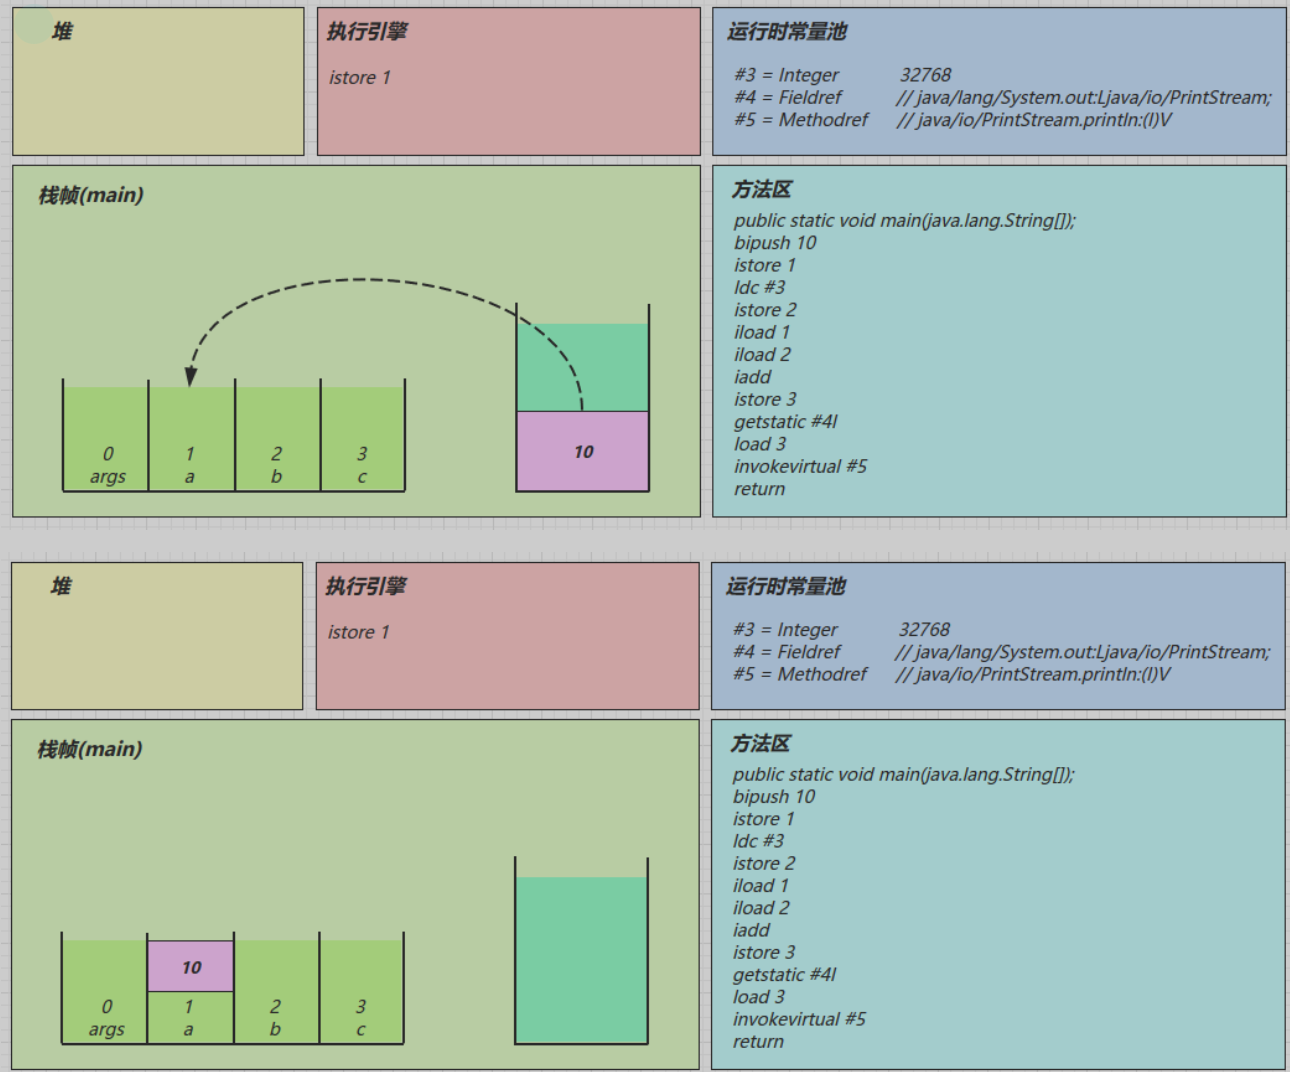 堆
执行引擎
istore 1
运行时常量池
#3 = Integer 32768
#4 = Fieldref // java/lang/System.out:Ljava/io/PrintStream;
#5 = Methodref // java/io/PrintStream.println:(I)V
栈帧(main)
0 1 2 3
args a b c
10
方法区
public static void main(java.lang.String[]);
bipush 10
istore 1
ldc #3
istore 2
iload 1
iload 2
iadd
istore 3
getstatic #4I
load 3
invokevirtual #5
return
堆
执行引擎
istore 1
运行时常量池
#3 = Integer 32768
#4 = Fieldref // java/lang/System.out:Ljava/io/PrintStream;
#5 = Methodref // java/io/PrintStream.println:(I)V
栈帧(main)
10
0 1 2 3
args a b c
方法区
public static void main(java.lang.String[]);
bipush 10
istore 1
ldc #3
istore 2
iload 1
iload 2
iadd
istore 3
getstatic #4I
load 3
invokevirtual #5
return